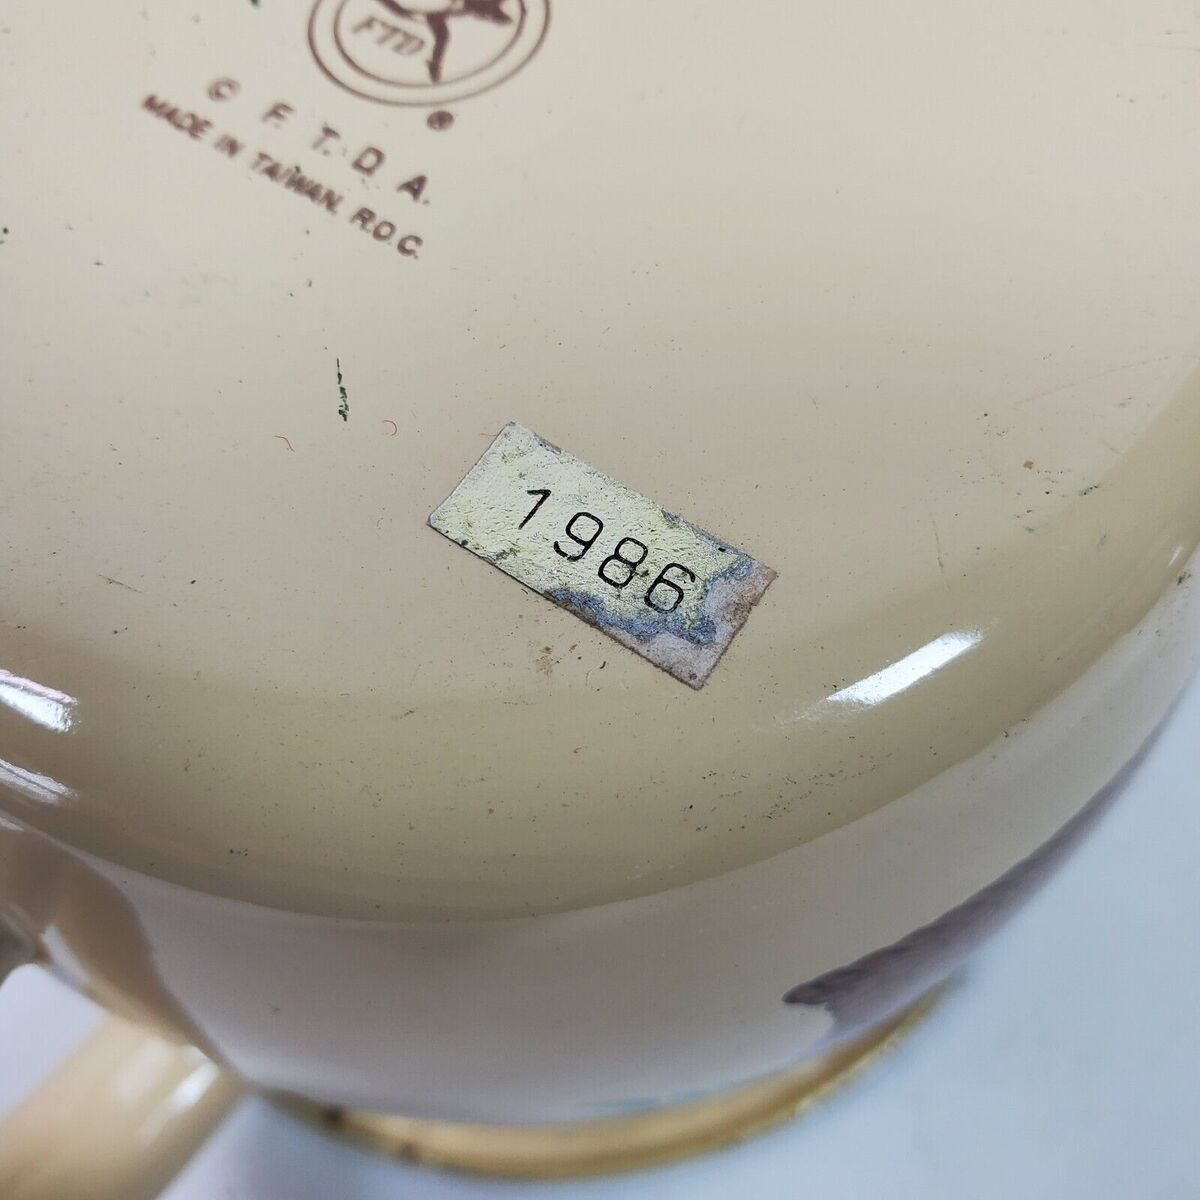 FTD
®
© F. T. D A.
MADE IN TAIWAN, R.O.C.
1986